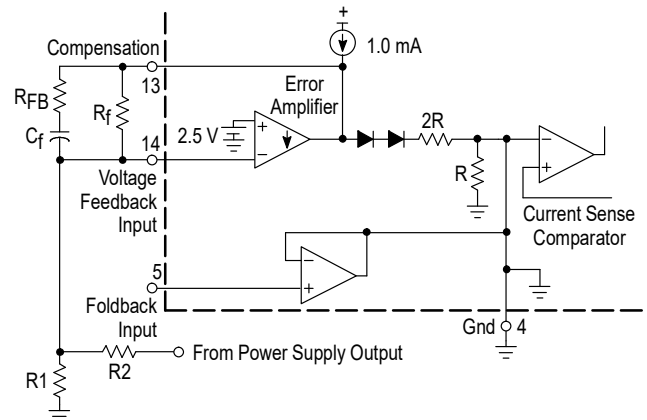 +
1.0 mA
Compensation
13
RFB
Rf
Cf
Error
Amplifier
2R
14
2.5 V
+
−
Voltage
Feedback
Input
R
−
+
Current Sense
Comparator
5
−
+
Foldback
Input
Gnd
4
R2
From Power Supply Output
R1